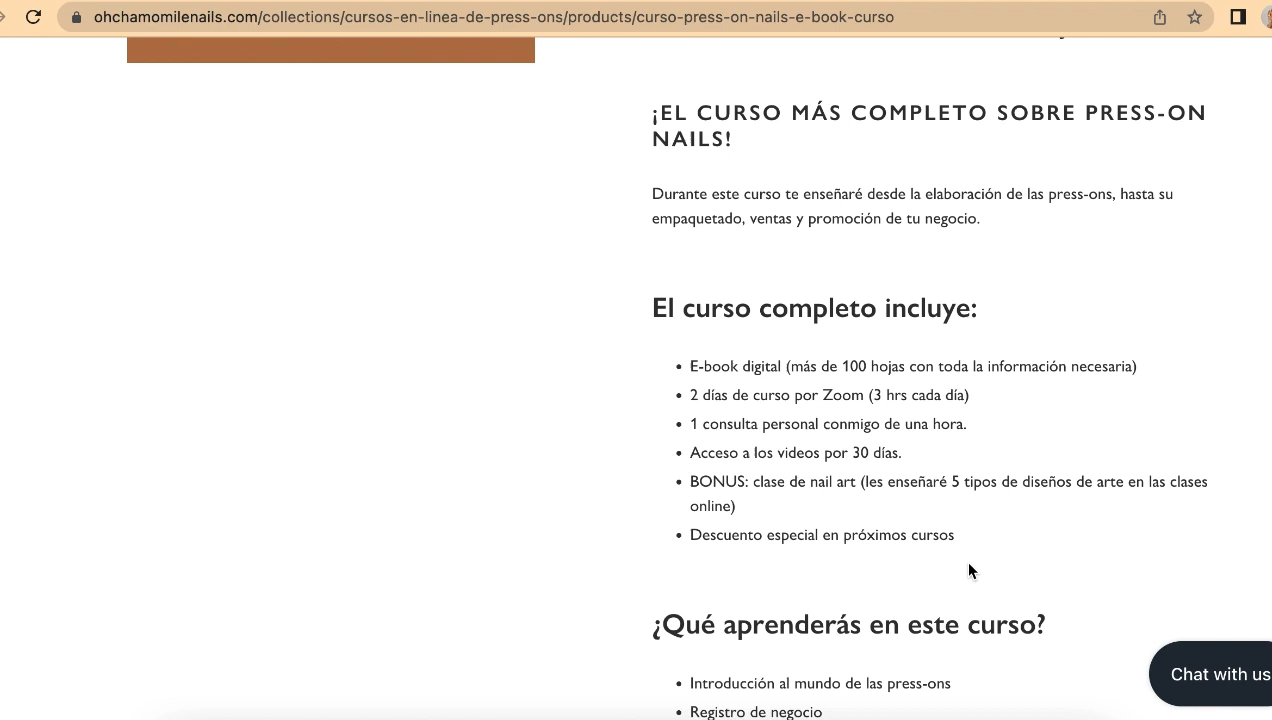 ohchamomilenails.com/collections/cursos-en-linea-de-press-ons/products/curso-press-on-nails-e-book-curso
¡EL CURSO MÁS COMPLETO SOBRE PRESS-ON
NAILS!
Durante este curso te enseñaré desde la elaboración de las press-ons, hasta su
empaquetado, ventas y promoción de tu negocio.
El curso completo incluye:
• E-book digital (más de 100 hojas con toda la información necesaria)
• 2 días de curso por Zoom (3 hrs cada día)
• 1 consulta personal conmigo de una hora.
• Acceso a los videos por 30 días.
• BONUS: clase de nail art (les enseñaré 5 tipos de diseños de arte en las clases
online)
• Descuento especial en próximos cursos
¿Qué aprenderás en este curso?
• Introducción al mundo de las press-ons
• Registro de negocio
Chat with us